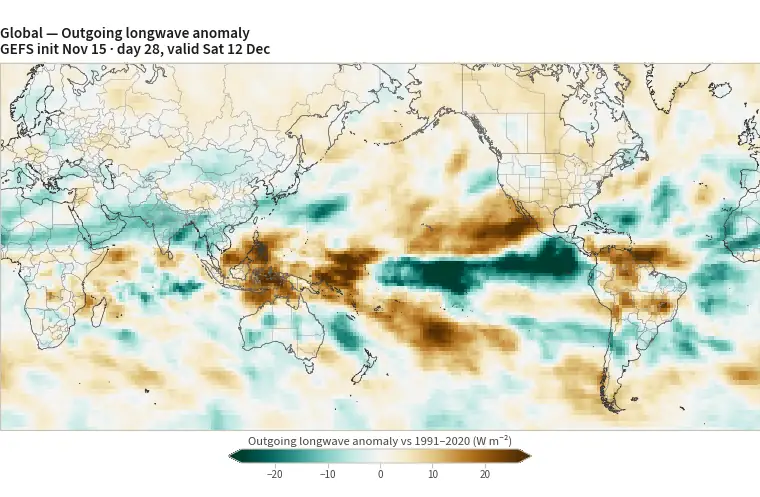 Global — Outgoing longwave anomaly
GEFS init Nov 15 · day 28, valid Sat 12 Dec
Outgoing longwave anomaly vs 1991–2020 (W m⁻²)
−20 −10 0 10 20